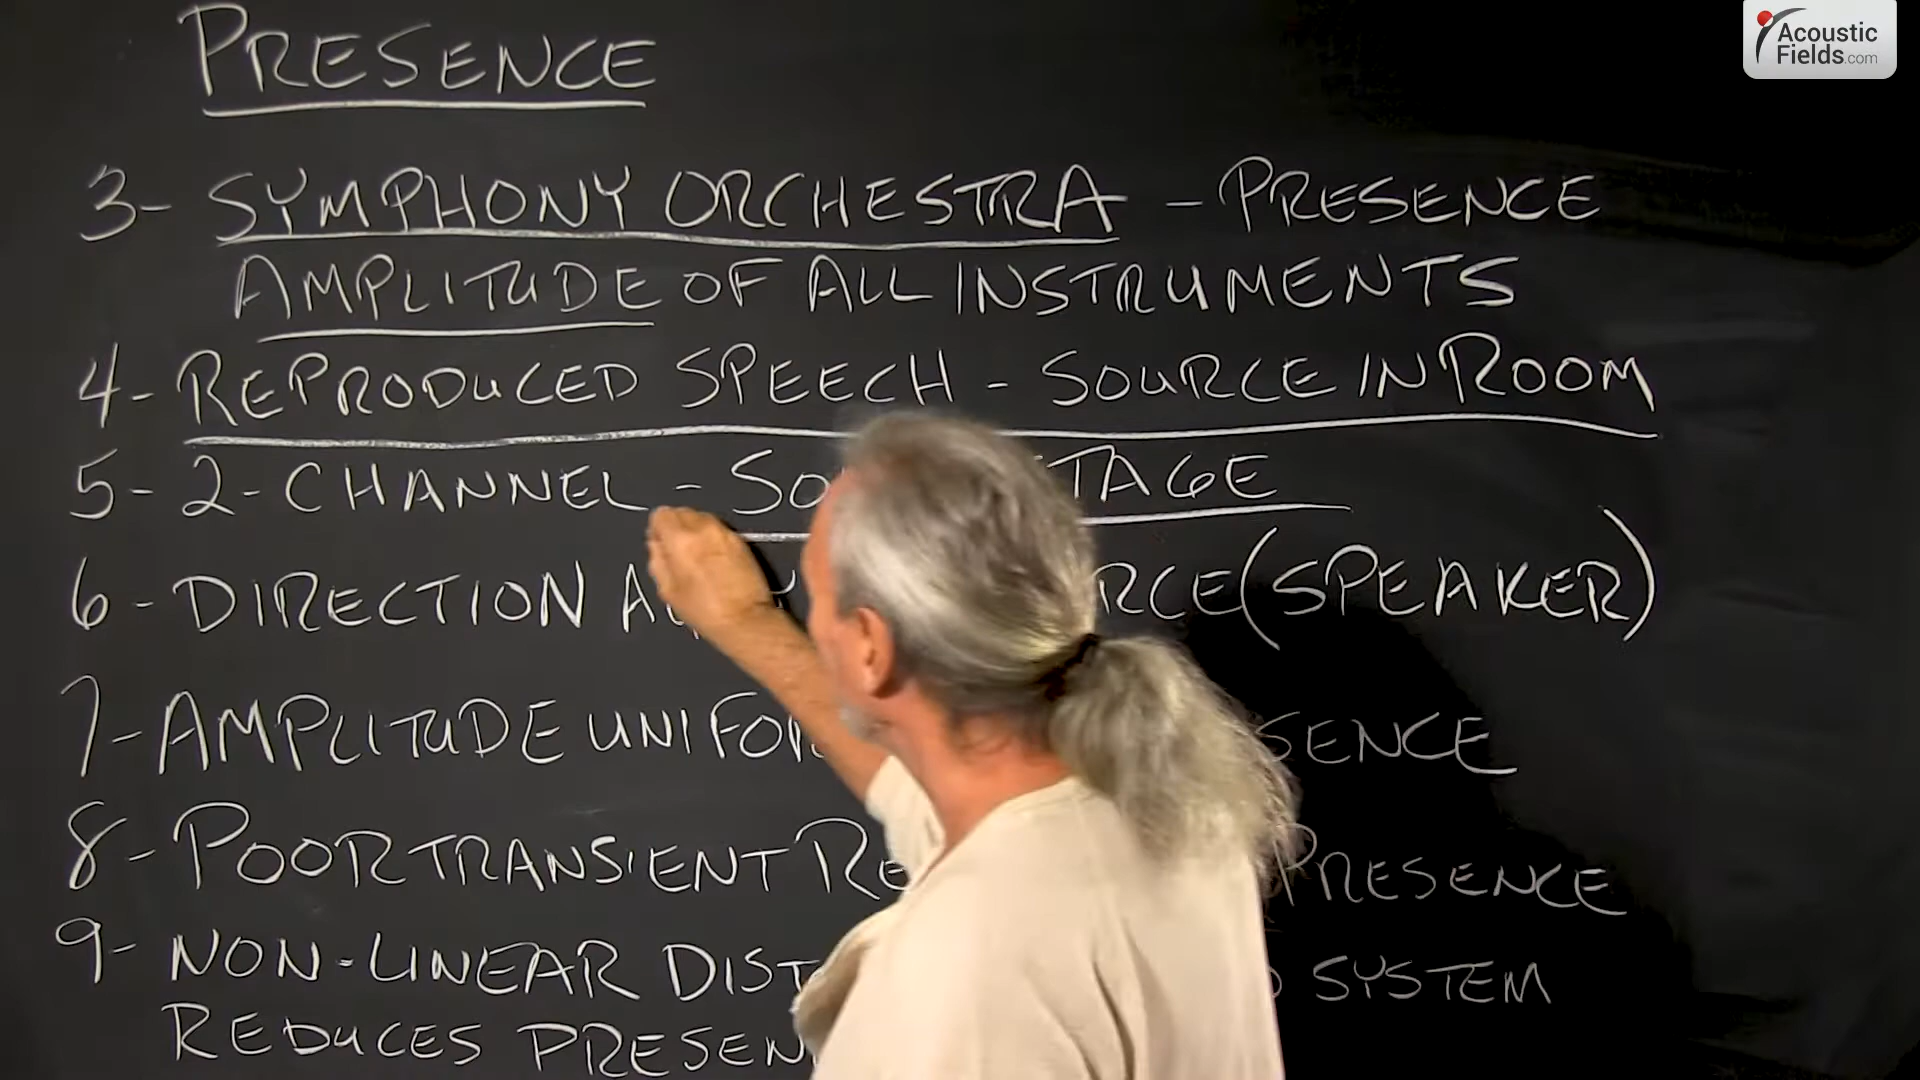 PRESENCE
Acoustic
Fields.com
3- SYMPHONY ORCHESTRA - PRESENCE
AMPLITUDE OF ALL INSTRUMENTS
4- REPRODUCED SPEECH - SOURCE IN ROOM
5- 2-CHANNEL - SO TAGE
6- DIRECTION A RCE (SPEAKER)
7- AMPLITUDE UNIFOR SENCE
8- POOR TRANSIENT RE PRESENCE
9- NON-LINEAR DIST SYSTEM
REDUCES PRESEN